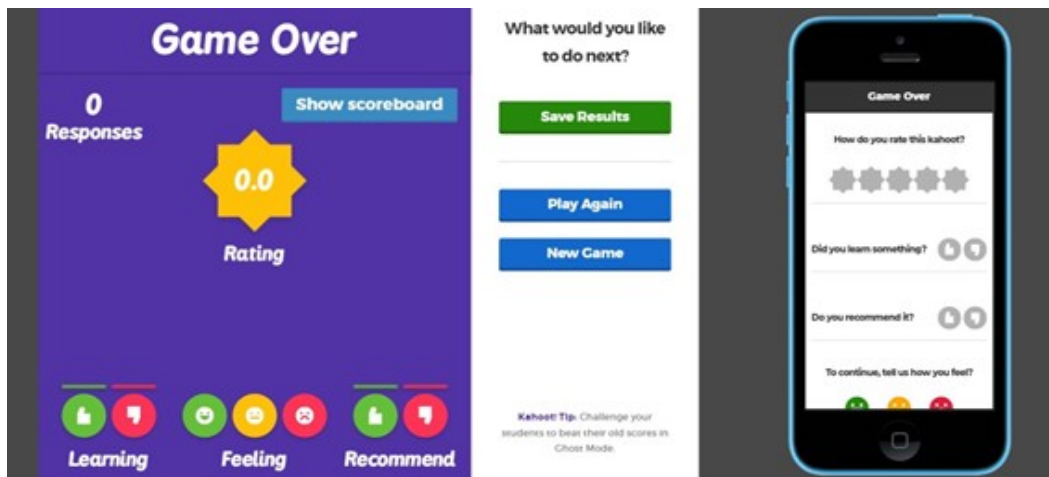 Game Over
0
Responses
Show scoreboard
0.0
Rating
Learning
Feeling
Recommend
What would you like
to do next?
Save Results
Play Again
New Game
Kahoot! Tip: Challenge your
students to beat their old scores in
Ghost Mode.
Game Over
How do you rate this kahoot?
Did you learn something?
Do you recommend it?
To continue, tell us how you feel?